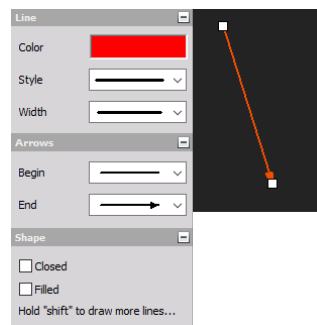 Line
Color
Style
Width
Arrows
Begin
End
Shape
Closed
Filled
Hold "shift" to draw more lines...